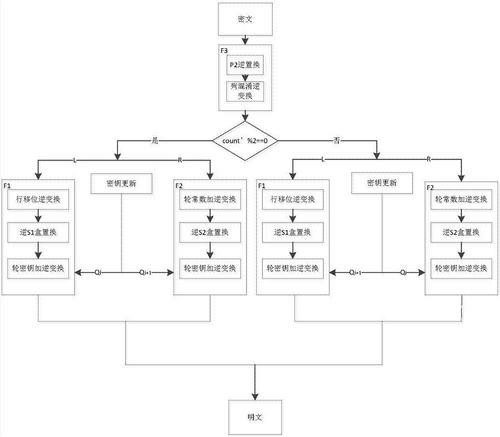 密文
F3
P2逆置换
列混淆逆
变换
count’ %2==0
是
否
L
R
L
R
F1
行移位逆变换
逆S1盒置换
轮密钥加逆变换
密钥更新
Qj
Qj+1
F2
轮常数加逆变换
逆S2盒置换
轮密钥加逆变换
F1
行移位逆变换
逆S1盒置换
轮密钥加逆变换
密钥更新
Qj
Qj+1
F2
轮常数加逆变换
逆S2盒置换
轮密钥加逆变换
明文